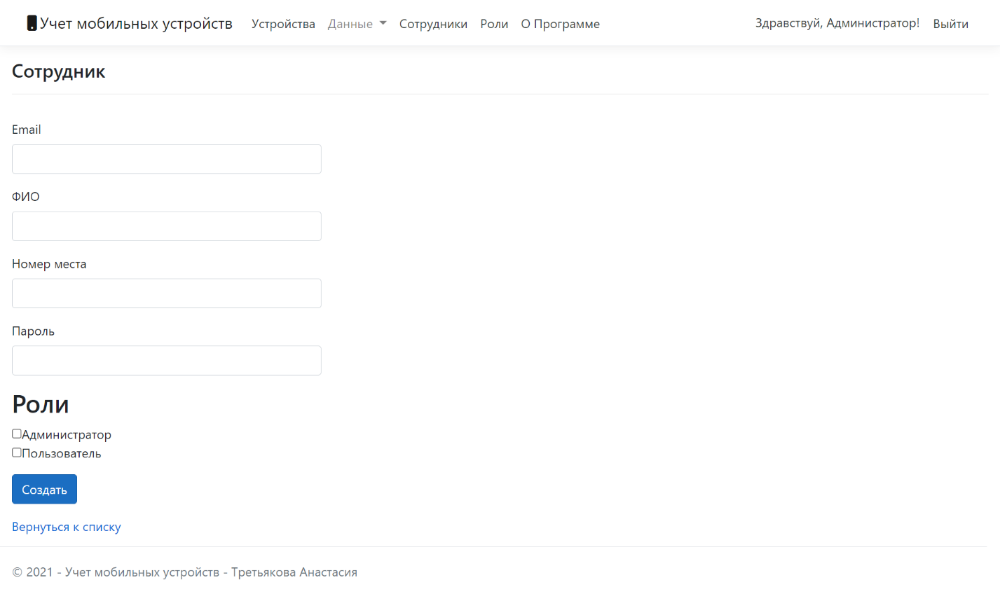 Учет мобильных устройств Устройства Данные Сотрудники Роли О Программе Здравствуй, Администратор! Выйти
Сотрудник
Email
ФИО
Номер места
Пароль
Роли
Администратор
Пользователь
Создать
Вернуться к списку
© 2021 - Учет мобильных устройств - Третьякова Анастасия